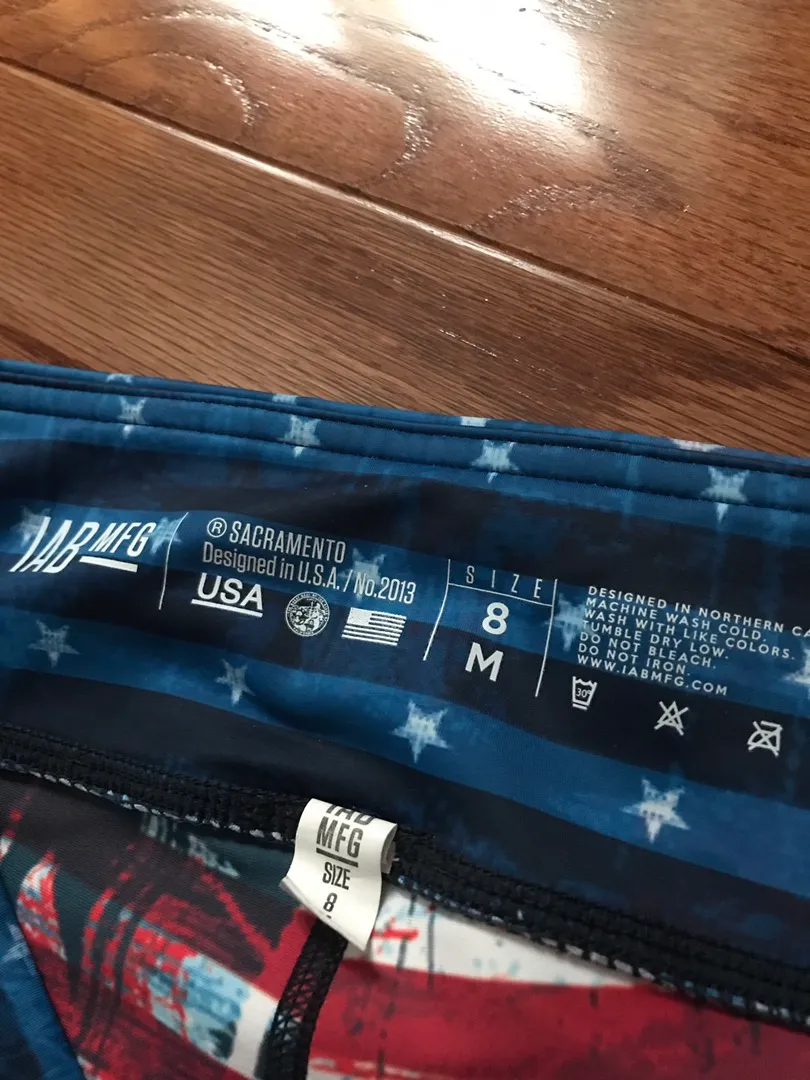 IAB MFG
® SACRAMENTO
Designed in U.S.A. / No.2013
USA
SIZE
8
M
DESIGNED IN NORTHERN
MACHINE WASH COLD.
WASH WITH LIKE COLORS.
TUMBLE DRY LOW.
DO NOT BLEACH.
DO NOT IRON.
WWW.IABMFG.COM
30°
IAB
MFG
SIZE
8